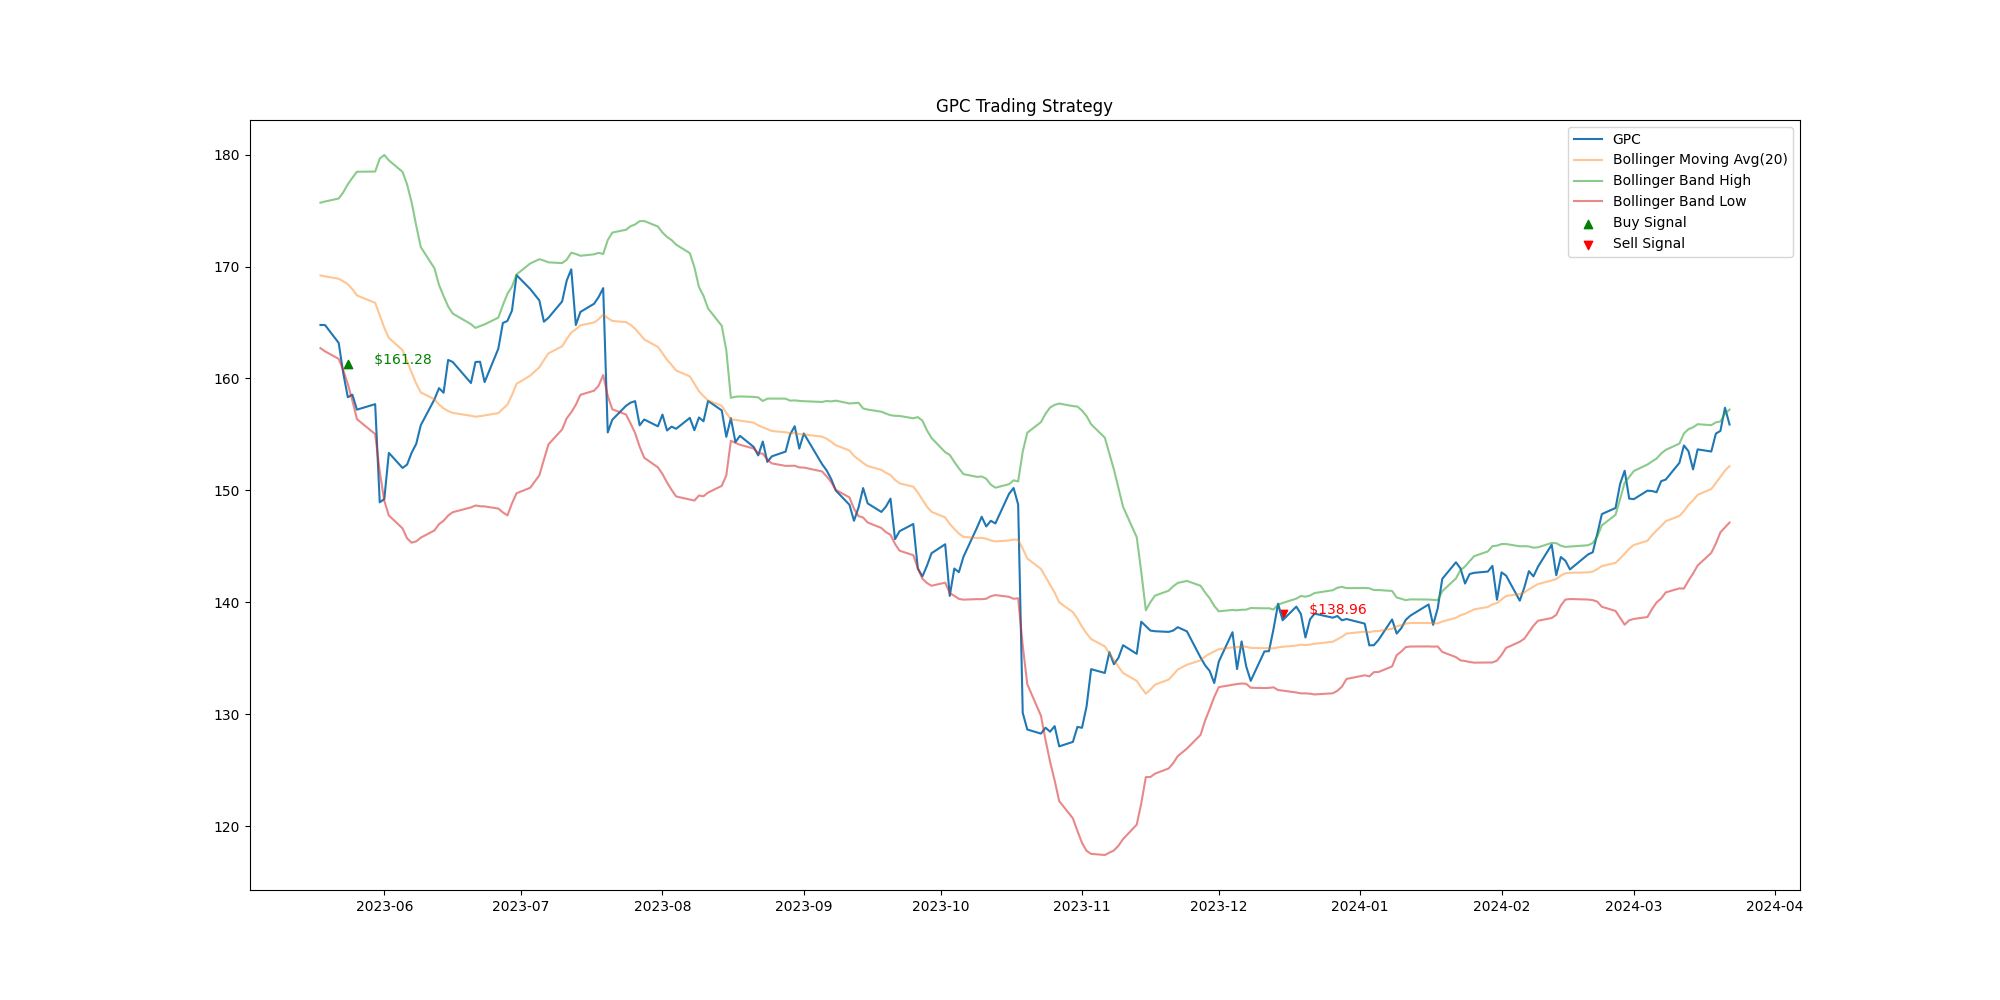 GPC Trading Strategy
GPC
Bollinger Moving Avg(20)
Bollinger Band High
Bollinger Band Low
Buy Signal
Sell Signal
180
170
160
150
140
130
120
$161.28
$138.96
2023-06 2023-07 2023-08 2023-09 2023-10 2023-11 2023-12 2024-01 2024-02 2024-03 2024-04